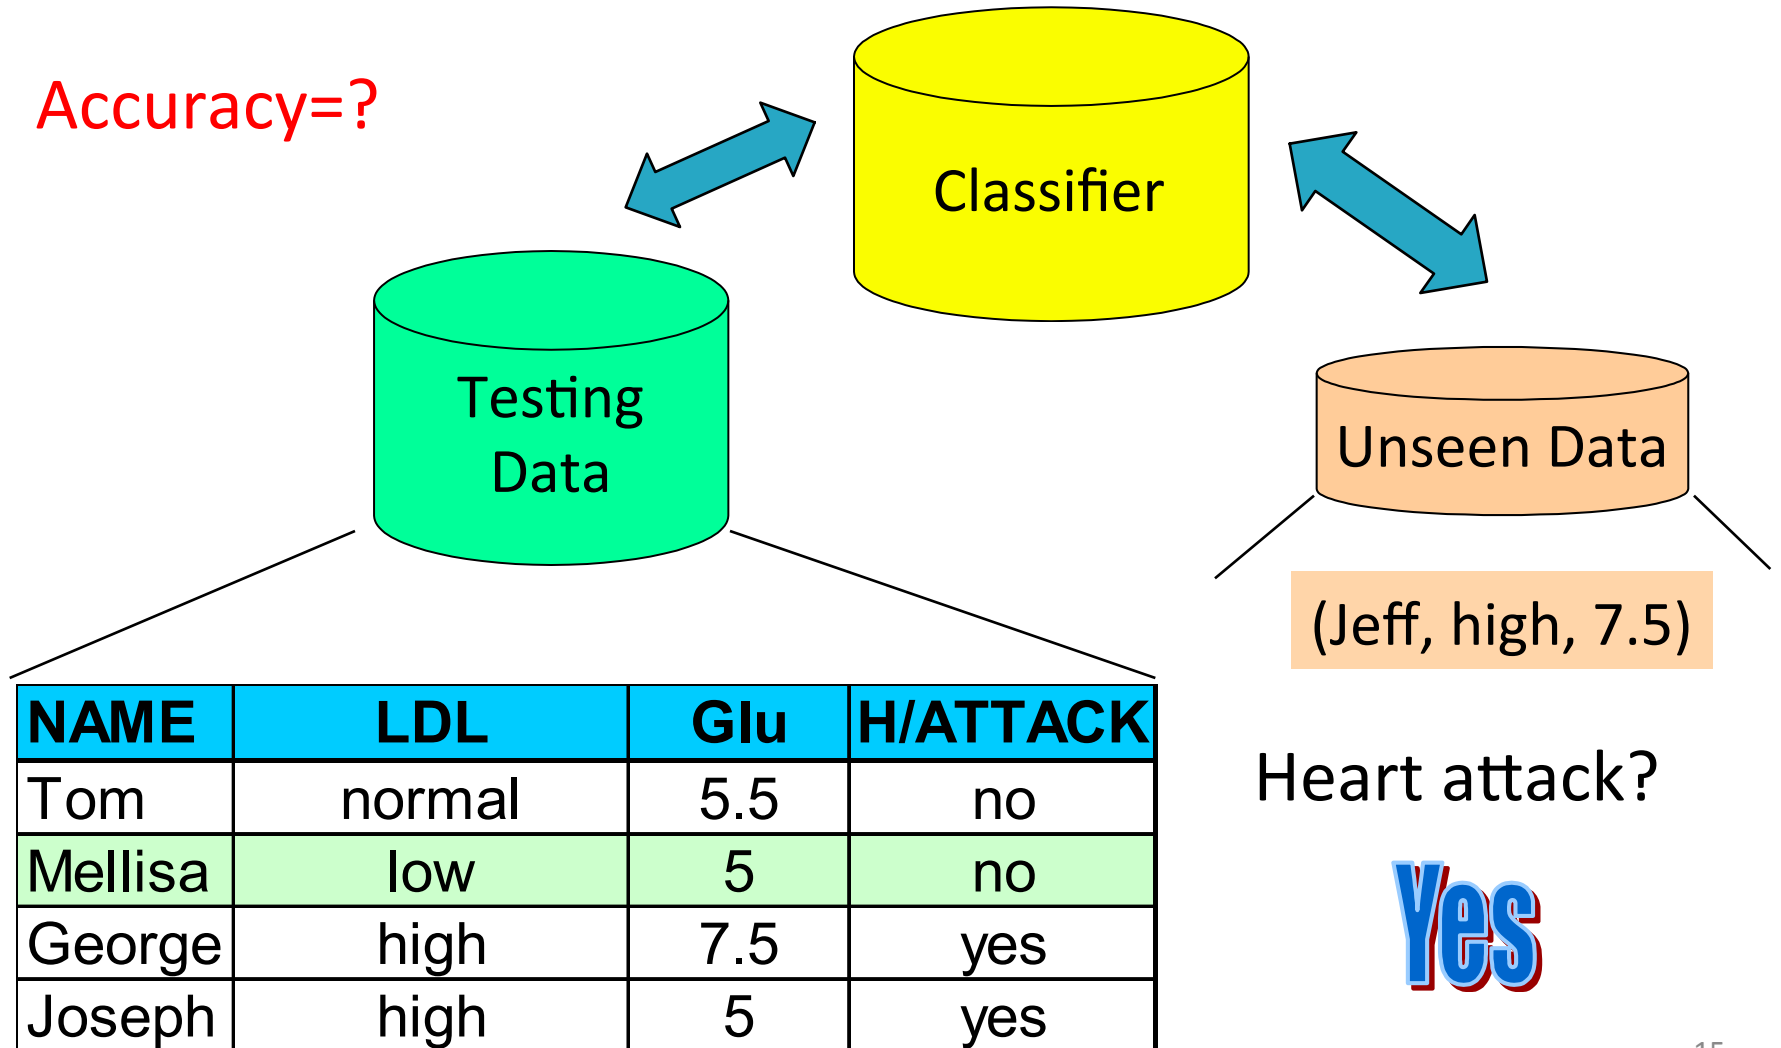 Accuracy=?
Classifier
Testing
Data
Unseen Data
(Jeff, high, 7.5)
NAME LDL Glu H/ATTACK
Tom normal 5.5 no
Mellisa low 5 no
George high 7.5 yes
Joseph high 5 yes
Heart attack?
Yes